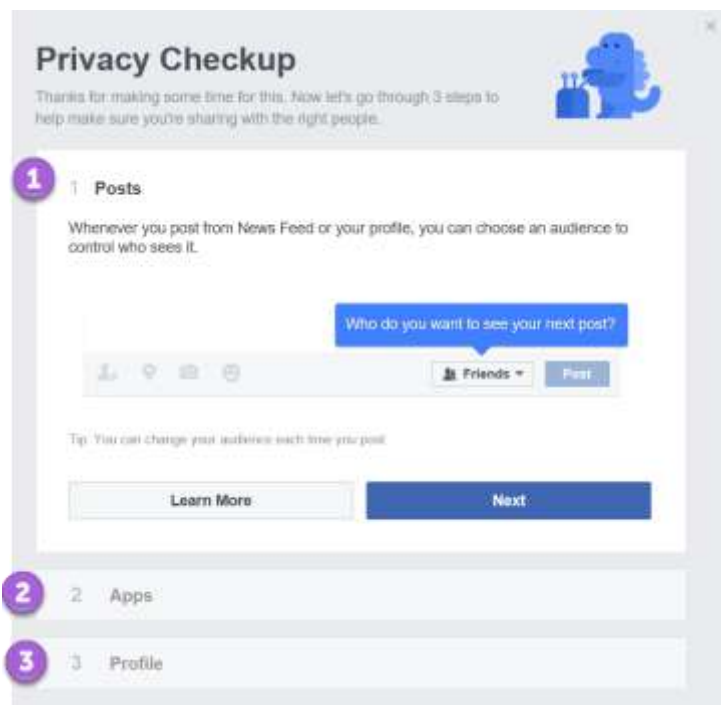 Privacy Checkup
Thanks for making some time for this. Now let's go through 3 steps to
help make sure you're sharing with the right people.
1
1 Posts
Whenever you post from News Feed or your profile, you can choose an audience to
control who sees it.
Who do you want to see your next post?
Friends
Post
Tip: You can change your audience each time you post
Learn More
Next
2
2 Apps
3
3 Profile